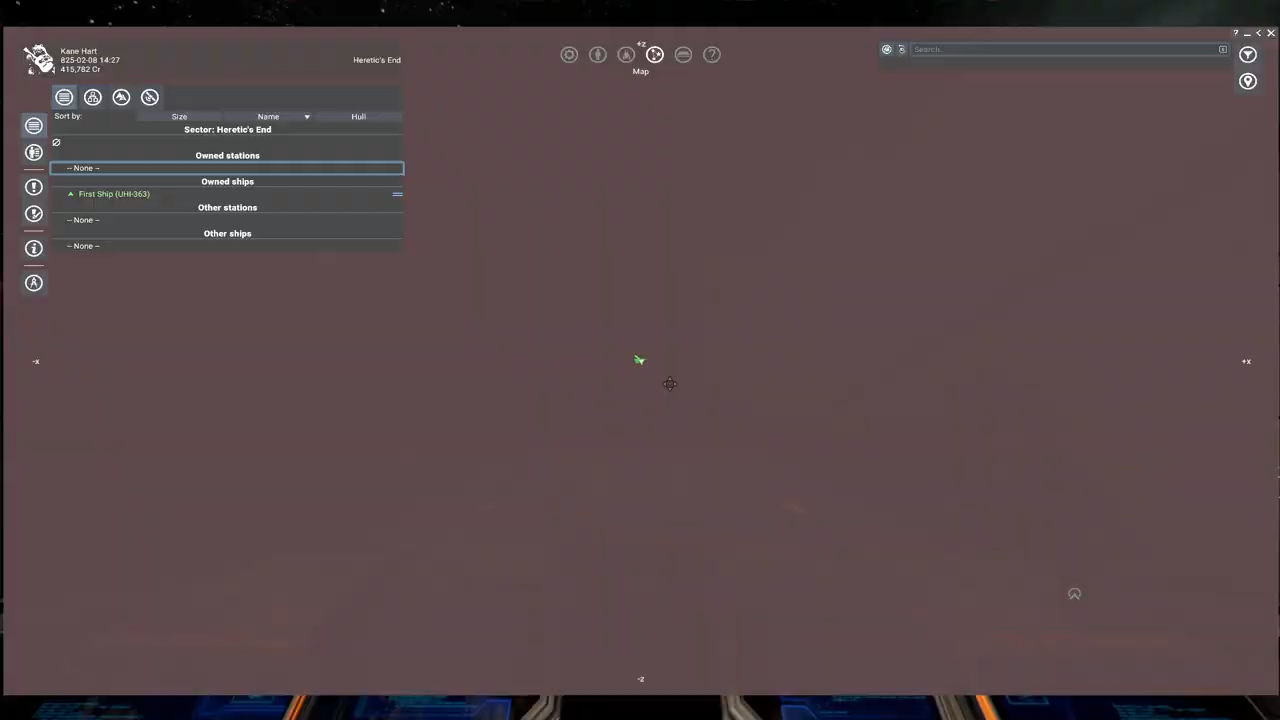 Kane Hart
825-02-08 14:27
415,782 Cr
Heretic's End
+z
Map
Search...
?
Sort by:
Size
Name
Hull
Sector: Heretic's End
Owned stations
-- None --
Owned ships
First Ship (UHI-363)
Other stations
-- None --
Other ships
-- None --
-x
+x
-z